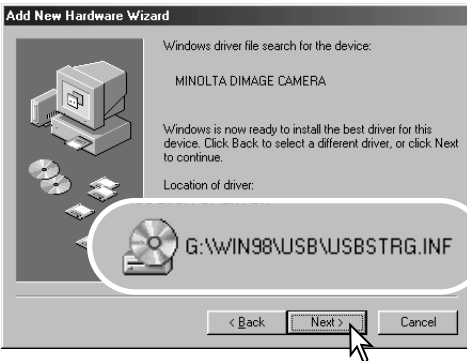 Add New Hardware Wizard
Windows driver file search for the device:
MINOLTA DIMAGE CAMERA
Windows is now ready to install the best driver for this
device. Click Back to select a different driver, or click Next
to continue.
Location of driver:
G:\WIN98\USB\USBSTRG.INF
< Back
Next >
Cancel